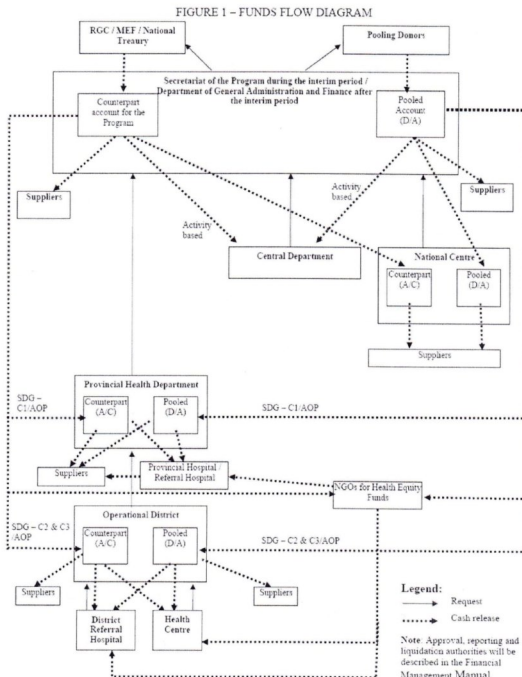 FIGURE 1 – FUNDS FLOW DIAGRAM
RGC / MEF / National
Treasury
Pooling Donors
Secretariat of the Program during the interim period /
Department of General Administration and Finance after
the interim period
Counterpart
account for the
Program
Pooled
Account
(D/A)
Suppliers
Suppliers
Activity
based
Activity
based
Central Department
National Centre
Counterpart
(A/C)
Pooled
(D/A)
Suppliers
Provincial Health Department
SDG –
C1/AOP
Counterpart
(A/C)
Pooled
(D/A)
SDG – C1/AOP
Suppliers
Provincial Hospital /
Referral Hospital
NGOs for Health Equity
Funds
Operational District
SDG – C2 & C3
/AOP
Counterpart
(A/C)
Pooled
(D/A)
SDG – C2 & C3/AOP
Suppliers
Suppliers
District
Referral
Hospital
Health
Centre
Legend:
Request
Cash release
Note: Approval, reporting and
liquidation authorities will be
described in the Financial
Management Manual